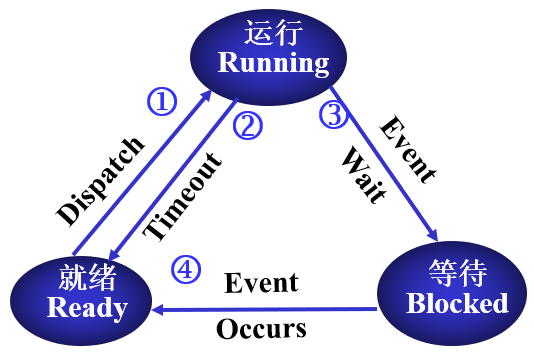 运行
Running
①
②
③
Dispatch
Timeout
Event
Wait
④
就绪
Ready
Event
Occurs
等待
Blocked